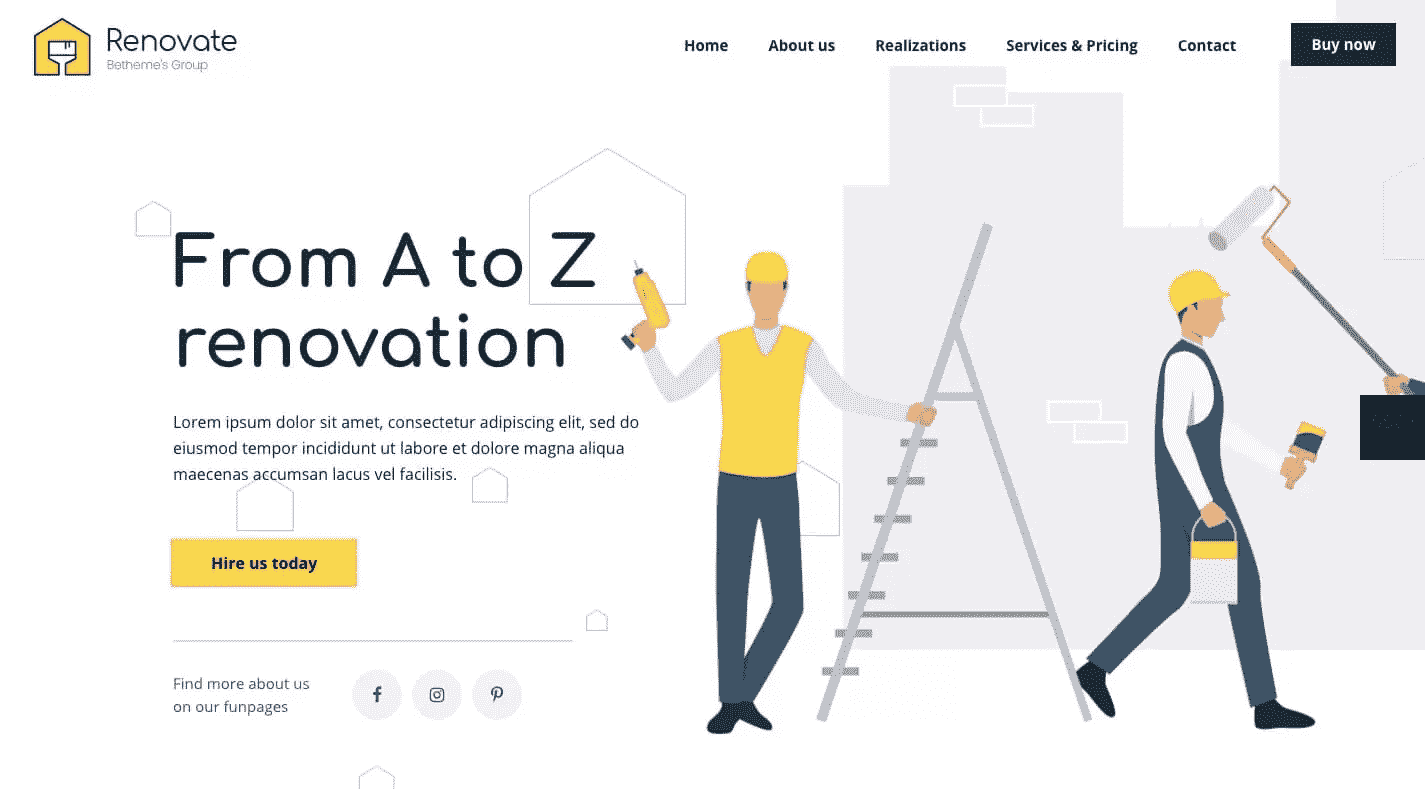 Renovate
Betheme's Group
Home
About us
Realizations
Services & Pricing
Contact
Buy now
From A to Z
renovation
Lorem ipsum dolor sit amet, consectetur adipiscing elit, sed do
eiusmod tempor incididunt ut labore et dolore magna aliqua
maecenas accumsan lacus vel facilisis.
Hire us today
Find more about us
on our funpages